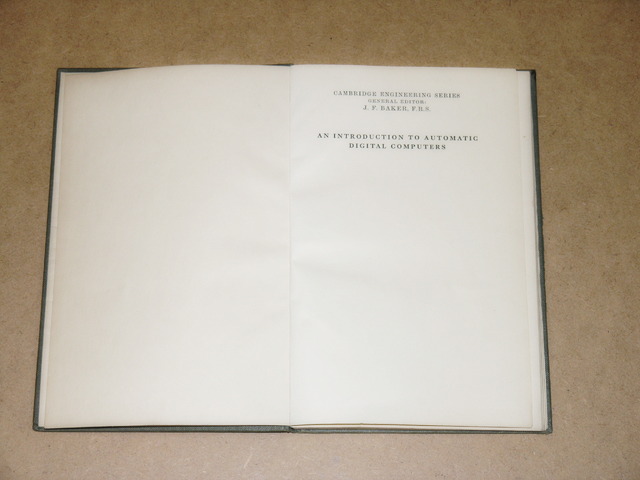 CAMBRIDGE ENGINEERING SERIES
GENERAL EDITOR:
J. F. BAKER, F.R.S.
AN INTRODUCTION TO AUTOMATIC
DIGITAL COMPUTERS